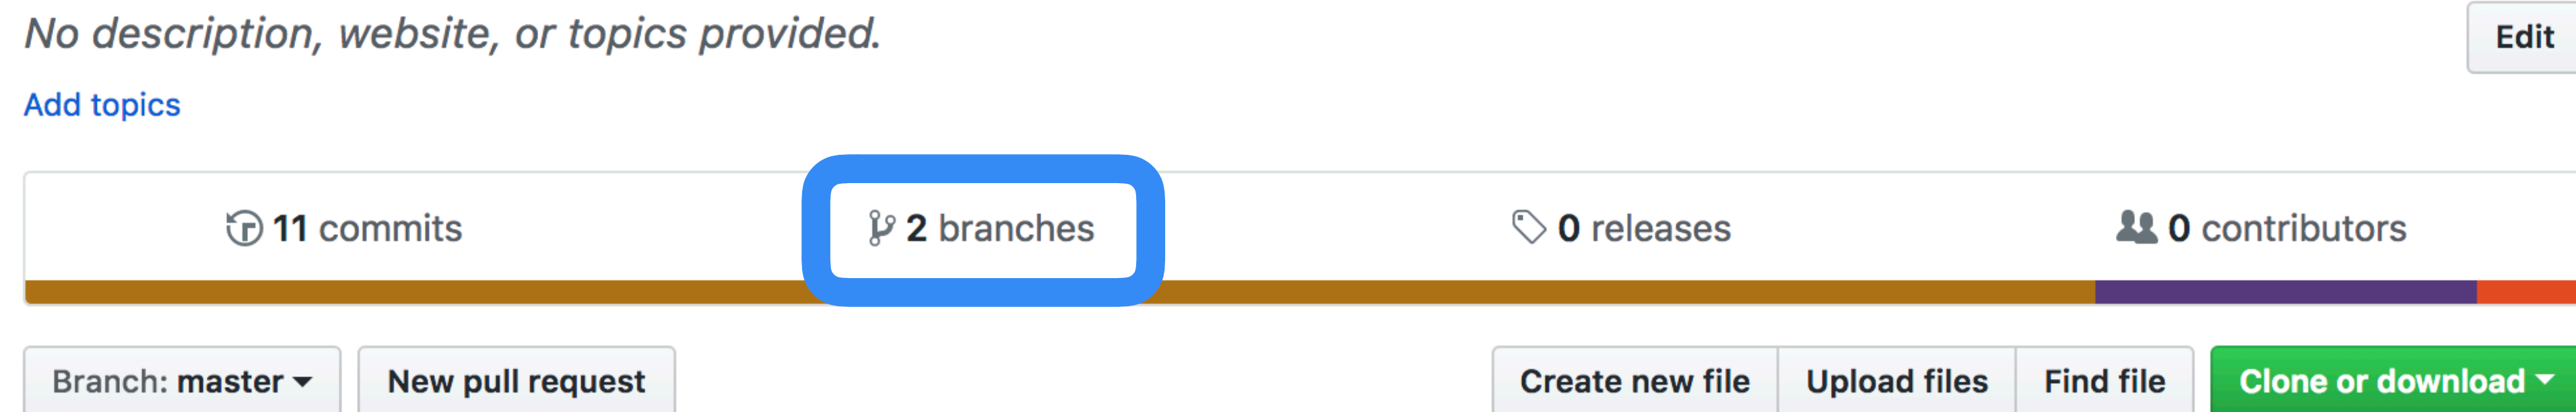 No description, website, or topics provided.
Edit
Add topics
11 commits
2 branches
0 releases
0 contributors
Branch: master
New pull request
Create new file
Upload files
Find file
Clone or download